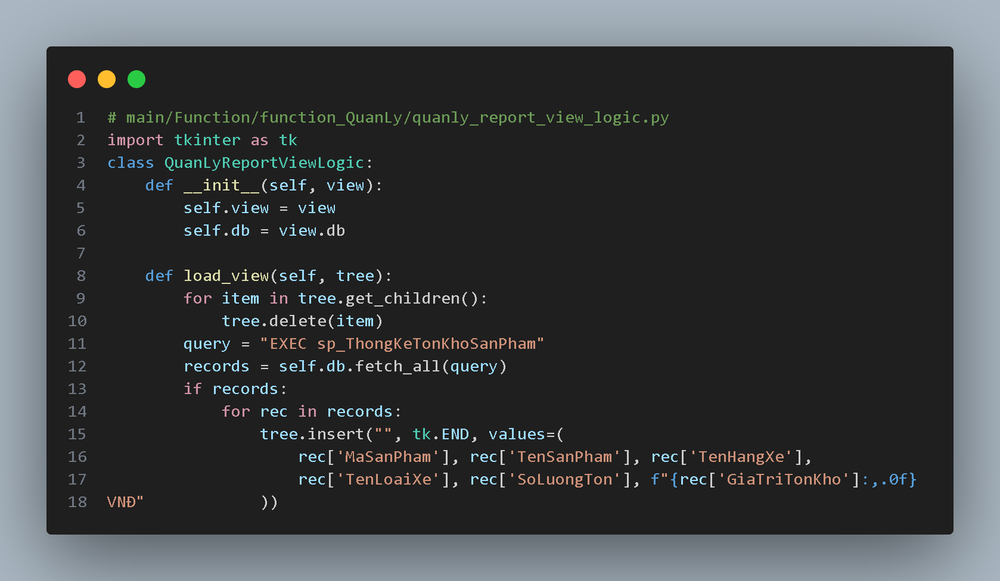 1 # main/Function/function_QuanLy/quanly_report_view_logic.py
2 import tkinter as tk
3 class QuanLyReportViewLogic:
4     def __init__(self, view):
5         self.view = view
6         self.db = view.db
7
8     def load_view(self, tree):
9         for item in tree.get_children():
10             tree.delete(item)
11         query = "EXEC sp_ThongKeTonKhoSanPham"
12         records = self.db.fetch_all(query)
13         if records:
14             for rec in records:
15                 tree.insert("", tk.END, values=(
16                     rec['MaSanPham'], rec['TenSanPham'], rec['TenHangXe'],
17                     rec['TenLoaiXe'], rec['SoLuongTon'], f"{rec['GiaTriTonKho']:,.0f}
18 VNĐ"            ))